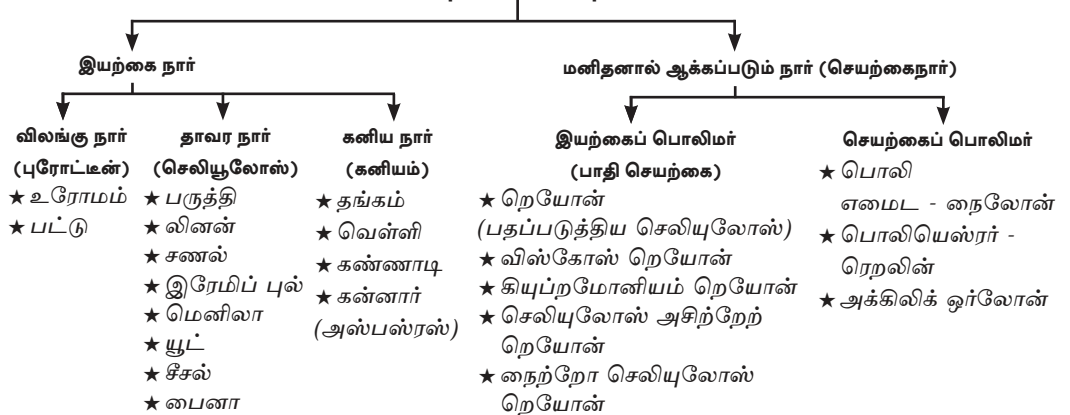 இயற்கை நார்
மனிதனால் ஆக்கப்படும் நார் (செயற்கைநார்)
விலங்கு நார்
(புரோட்டீன்)
★ உரோமம்
★ பட்டு
தாவர நார்
(செலியூலோஸ்)
★ பருத்தி
★ லினன்
★ சணல்
★ இரேமிப் புல்
★ மெனிலா
★ யூட்
★ சீசல்
★ பைனா
கனிய நார்
(கனியம்)
★ தங்கம்
★ வெள்ளி
★ கண்ணாடி
★ கன்னார்
(அஸ்பஸ்ரஸ்)
இயற்கைப் பொலிமர்
(பாதி செயற்கை)
★ றெயோன்
(பதப்படுத்திய செலியுலோஸ்)
★ விஸ்கோஸ் றெயோன்
★ கியுப்றமோனியம் றெயோன்
★ செலியுலோஸ் அசிற்றேற்
றெயோன்
★ நைற்றோ செலியுலோஸ்
றெயோன்
செயற்கைப் பொலிமர்
★ பொலி
எமைட - நைலோன்
★ பொலியெஸ்ரர் -
ரெறலின்
★ அக்கிலிக் ஒர்லோன்